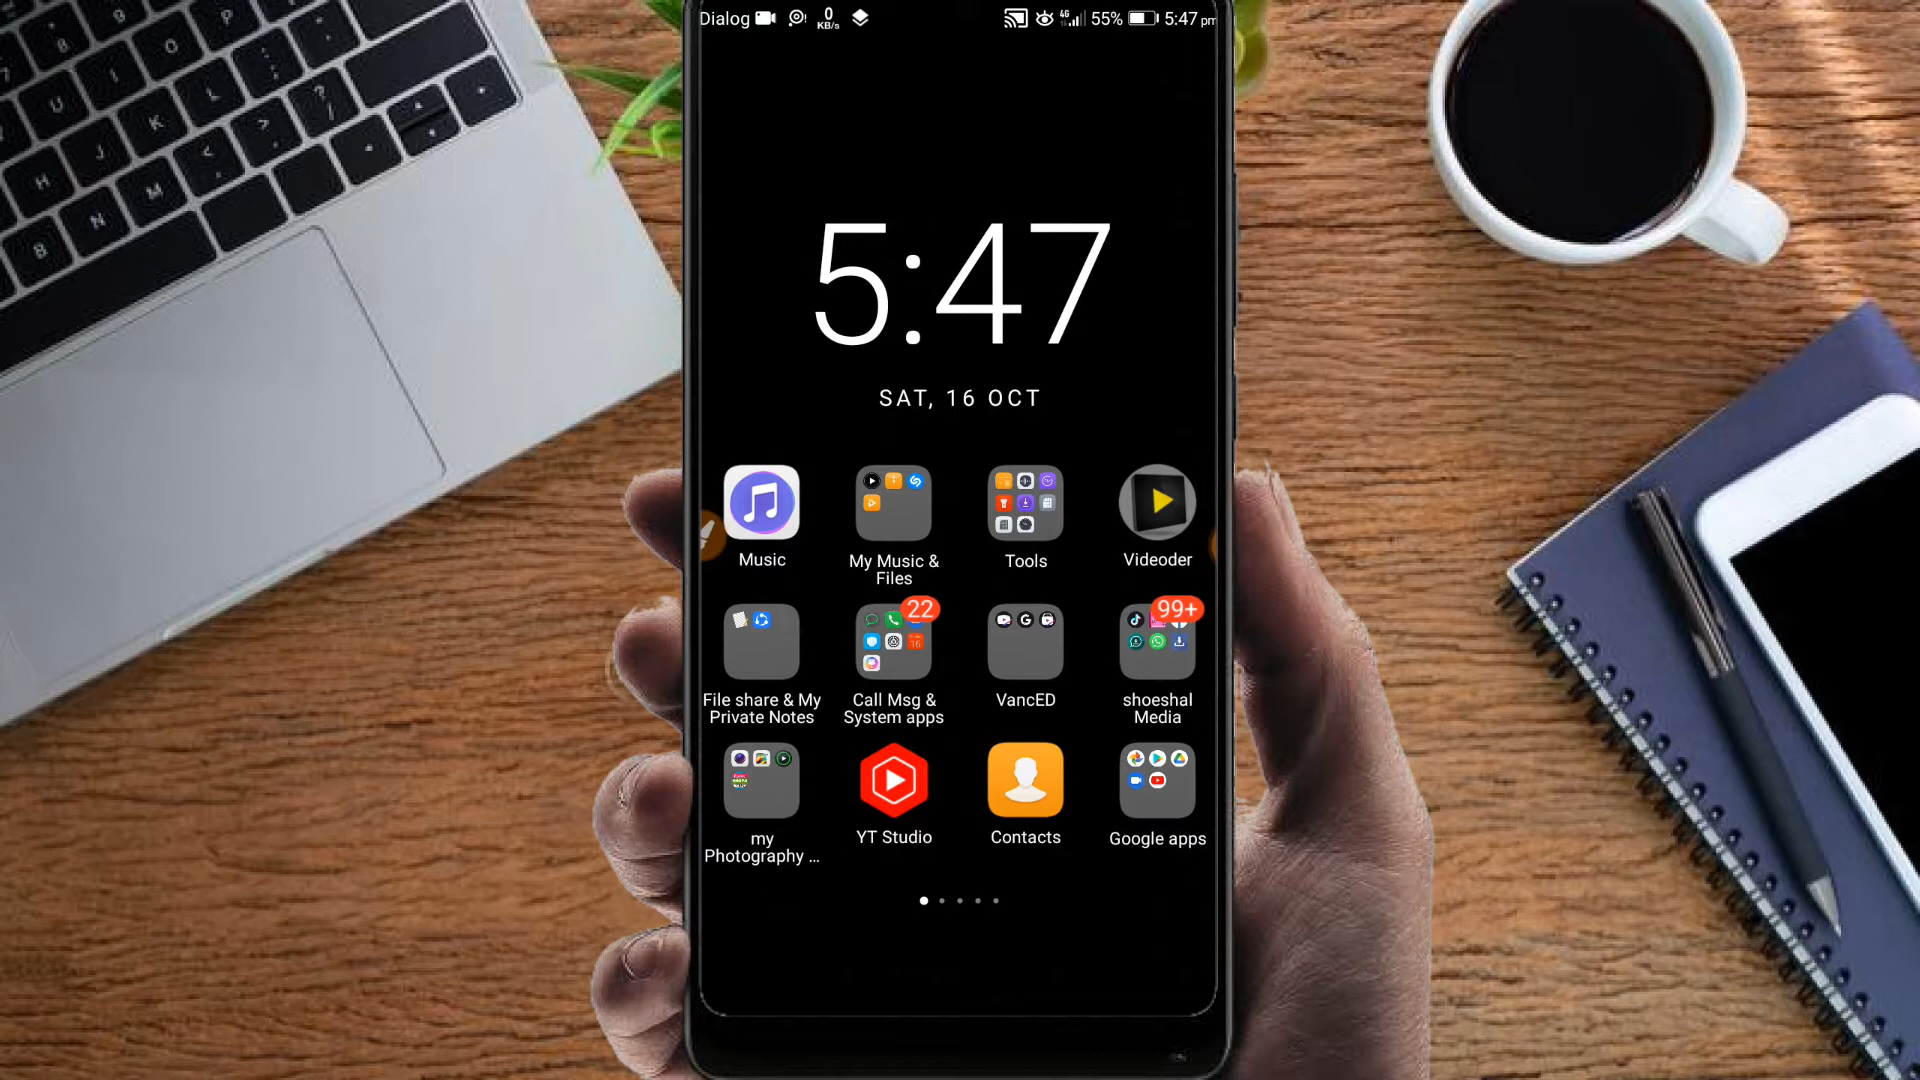 Dialog 0 KB/s 4G 55% 5:47 pm
5:47
SAT, 16 OCT
Music
My Music &
Files
Tools
Videoder
File share & My
Private Notes
22
Call Msg &
System apps
VancED
99+
shoeshal
Media
my
Photography ...
YT Studio
Contacts
Google apps
U
O
L
?
J
K
<
>
H
N
M
B